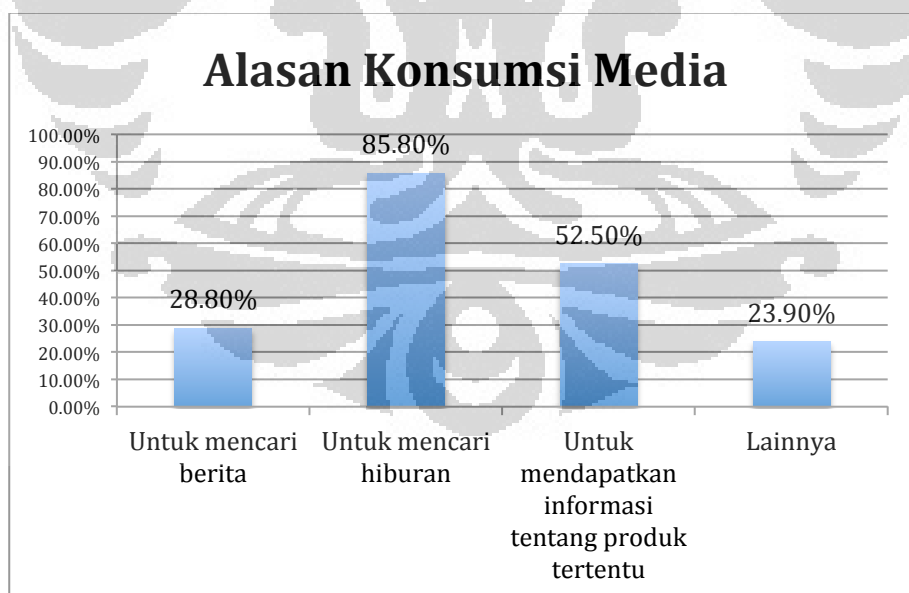 Alasan Konsumsi Media
100.00%
90.00%
80.00%
70.00%
60.00%
50.00%
40.00%
30.00%
20.00%
10.00%
0.00%
28.80%
85.80%
52.50%
23.90%
Untuk mencari
berita
Untuk mencari
hiburan
Untuk
mendapatkan
informasi
tentang produk
tertentu
Lainnya